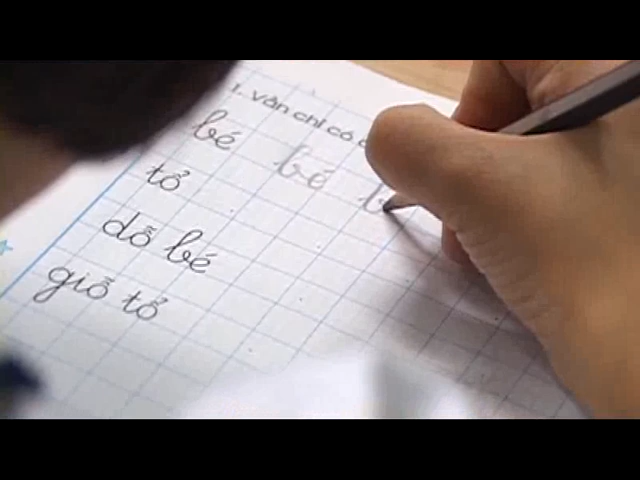 1. Vần chỉ có
bé bé b
tổ
dỗ bé
giỗ tổ